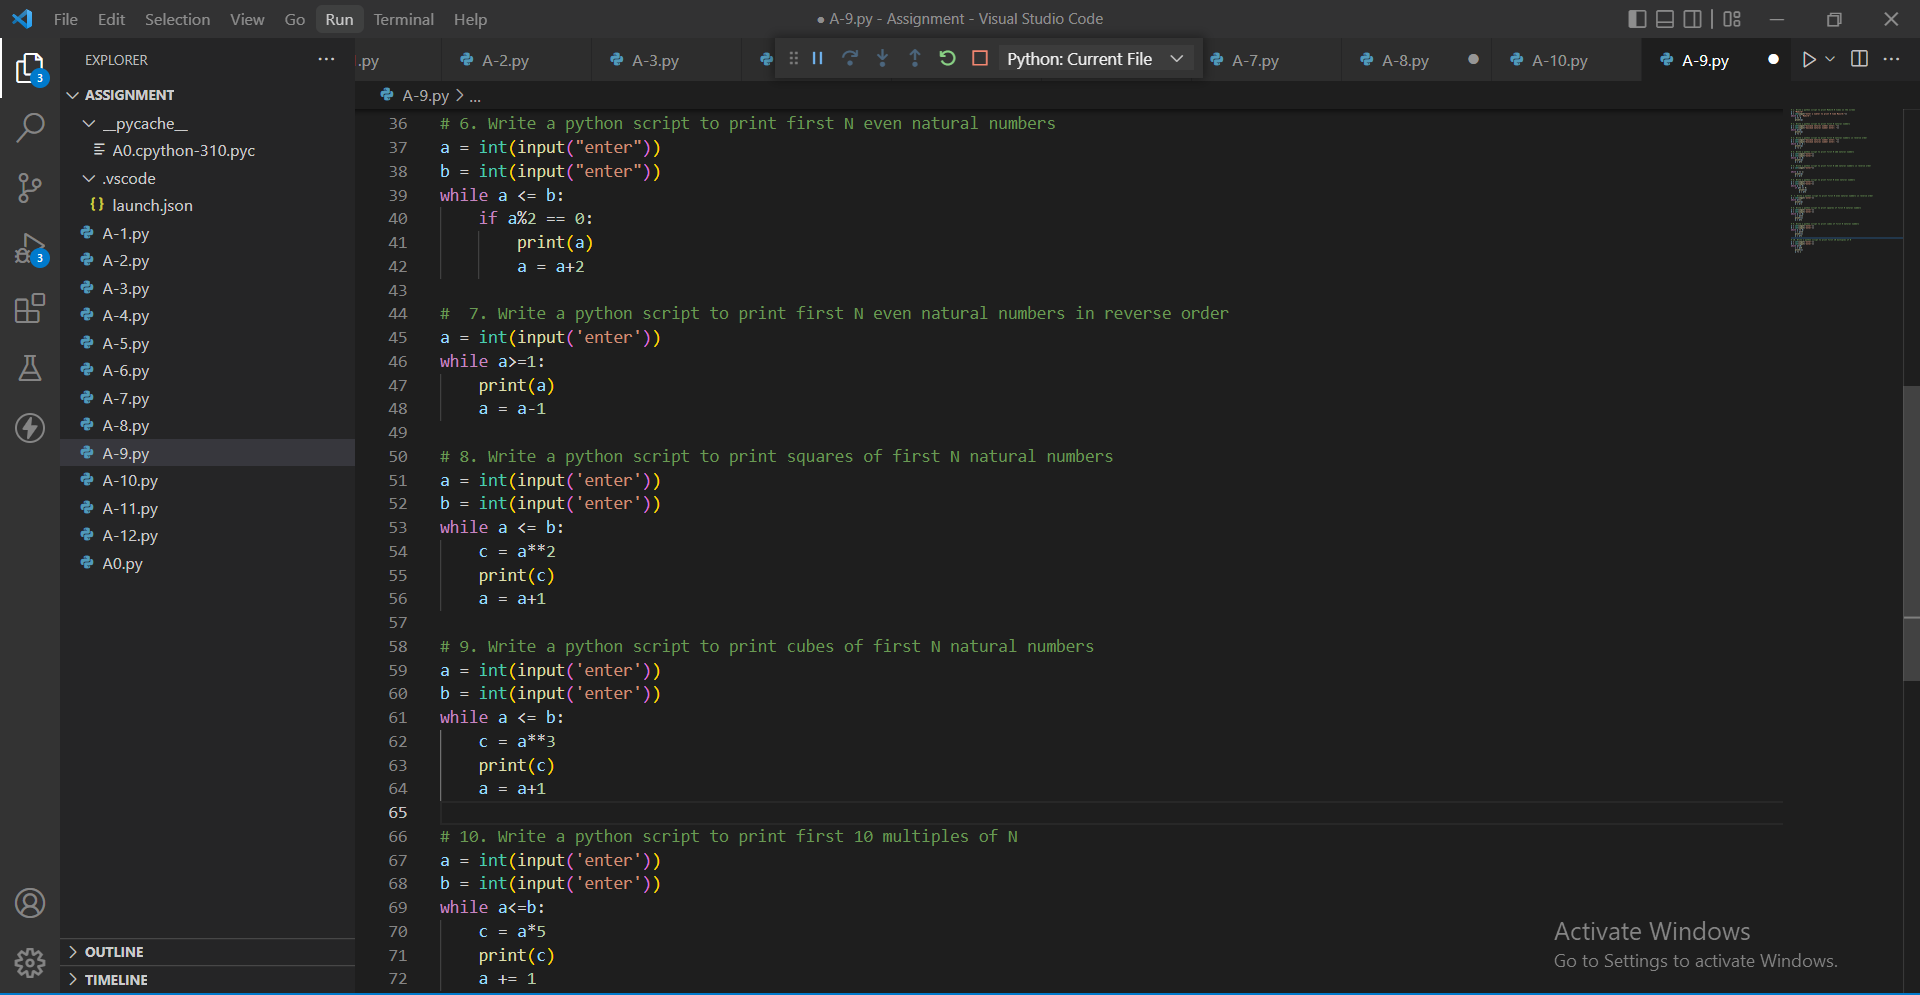 File Edit Selection View Go Run Terminal Help
● A-9.py - Assignment - Visual Studio Code
EXPLORER ...
.py A-2.py A-3.py Python: Current File A-7.py A-8.py A-10.py A-9.py
A-9.py > ...
ASSIGNMENT
__pycache__
A0.cpython-310.pyc
.vscode
{} launch.json
A-1.py
A-2.py
A-3.py
A-4.py
A-5.py
A-6.py
A-7.py
A-8.py
A-9.py
A-10.py
A-11.py
A-12.py
A0.py
OUTLINE
TIMELINE
3
3
36 # 6. Write a python script to print first N even natural numbers
37 a = int(input("enter"))
38 b = int(input("enter"))
39 while a <= b:
40     if a%2 == 0:
41         print(a)
42         a = a+2
43
44 #  7. Write a python script to print first N even natural numbers in reverse order
45 a = int(input('enter'))
46 while a>=1:
47     print(a)
48     a = a-1
49
50 # 8. Write a python script to print squares of first N natural numbers
51 a = int(input('enter'))
52 b = int(input('enter'))
53 while a <= b:
54     c = a**2
55     print(c)
56     a = a+1
57
58 # 9. Write a python script to print cubes of first N natural numbers
59 a = int(input('enter'))
60 b = int(input('enter'))
61 while a <= b:
62     c = a**3
63     print(c)
64     a = a+1
65
66 # 10. Write a python script to print first 10 multiples of N
67 a = int(input('enter'))
68 b = int(input('enter'))
69 while a<=b:
70     c = a*5
71     print(c)
72     a += 1
Activate Windows
Go to Settings to activate Windows.